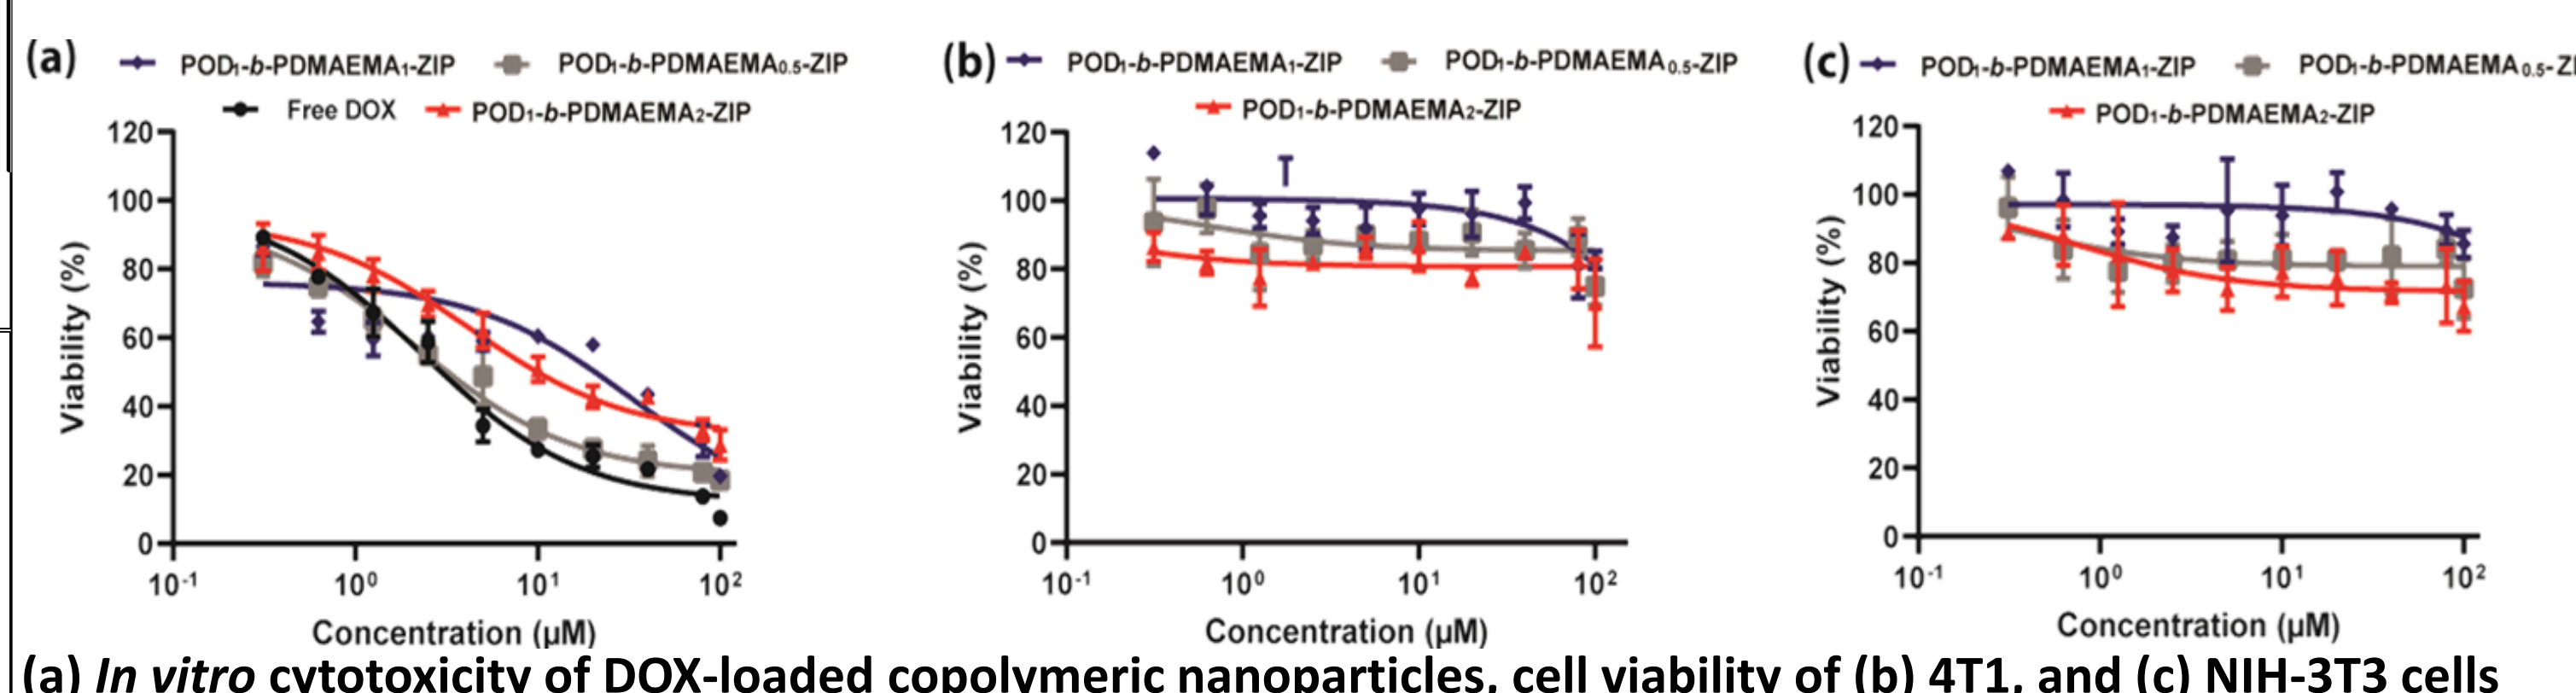 (a) POD₁-b-PDMAEMA₁-ZIP POD₁-b-PDMAEMA₀.₅-ZIP
Free DOX POD₁-b-PDMAEMA₂-ZIP
120
100
80
60
40
20
0
Viability (%)
10⁻¹ 10⁰ 10¹ 10²
Concentration (µM)
(b) POD₁-b-PDMAEMA₁-ZIP POD₁-b-PDMAEMA₀.₅-ZIP
POD₁-b-PDMAEMA₂-ZIP
120
100
80
60
40
20
0
Viability (%)
10⁻¹ 10⁰ 10¹ 10²
Concentration (µM)
(c) POD₁-b-PDMAEMA₁-ZIP POD₁-b-PDMAEMA₀.₅-ZI
POD₁-b-PDMAEMA₂-ZIP
120
100
80
60
40
20
0
Viability (%)
10⁻¹ 10⁰ 10¹ 10²
Concentration (µM)
(a) In vitro cytotoxicity of DOX-loaded copolymeric nanoparticles, cell viability of (b) 4T1, and (c) NIH-3T3 cells